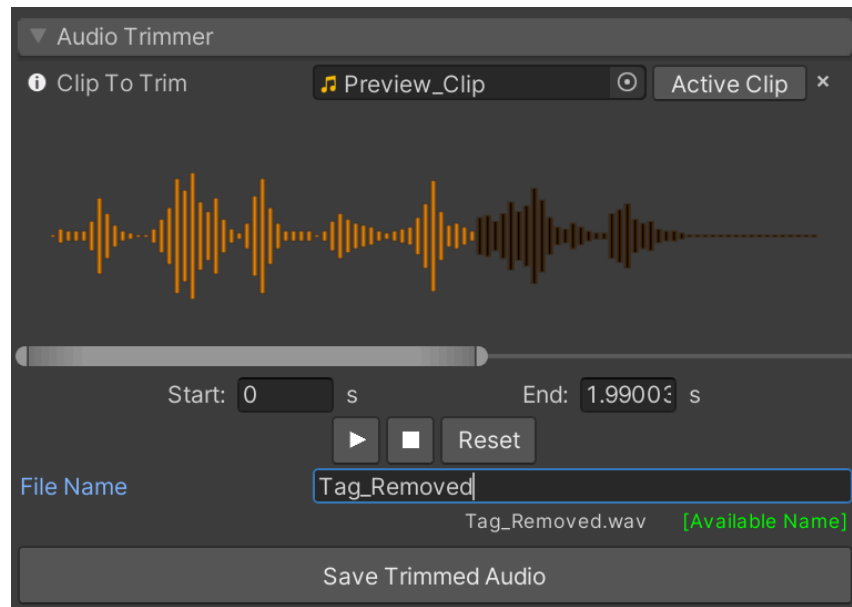 Audio Trimmer
Clip To Trim Preview_Clip Active Clip ×
Start: 0 s End: 1.99003 s
Reset
File Name Tag_Removed
Tag_Removed.wav [Available Name]
Save Trimmed Audio